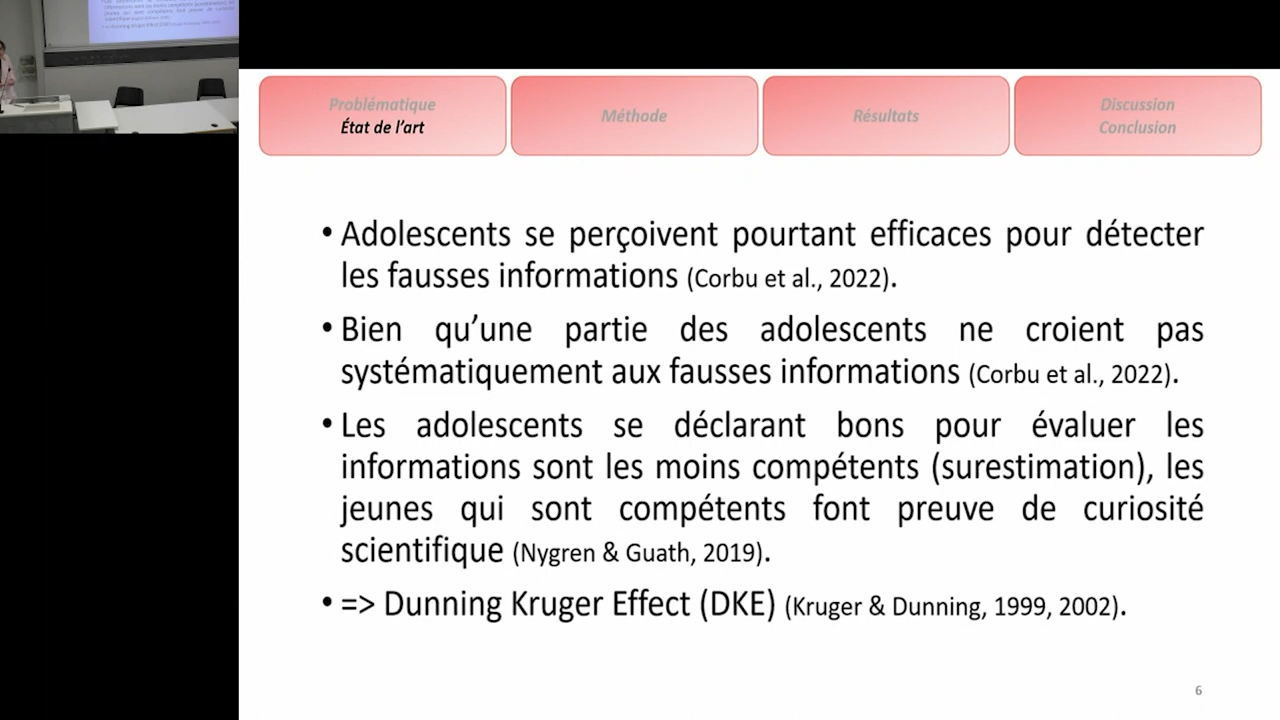 Problématique
État de l'art
Méthode
Résultats
Discussion
Conclusion
• Adolescents se perçoivent pourtant efficaces pour détecter
les fausses informations (Corbu et al., 2022).
• Bien qu'une partie des adolescents ne croient pas
systématiquement aux fausses informations (Corbu et al., 2022).
• Les adolescents se déclarant bons pour évaluer les
informations sont les moins compétents (surestimation), les
jeunes qui sont compétents font preuve de curiosité
scientifique (Nygren & Guath, 2019).
• => Dunning Kruger Effect (DKE) (Kruger & Dunning, 1999, 2002).
6